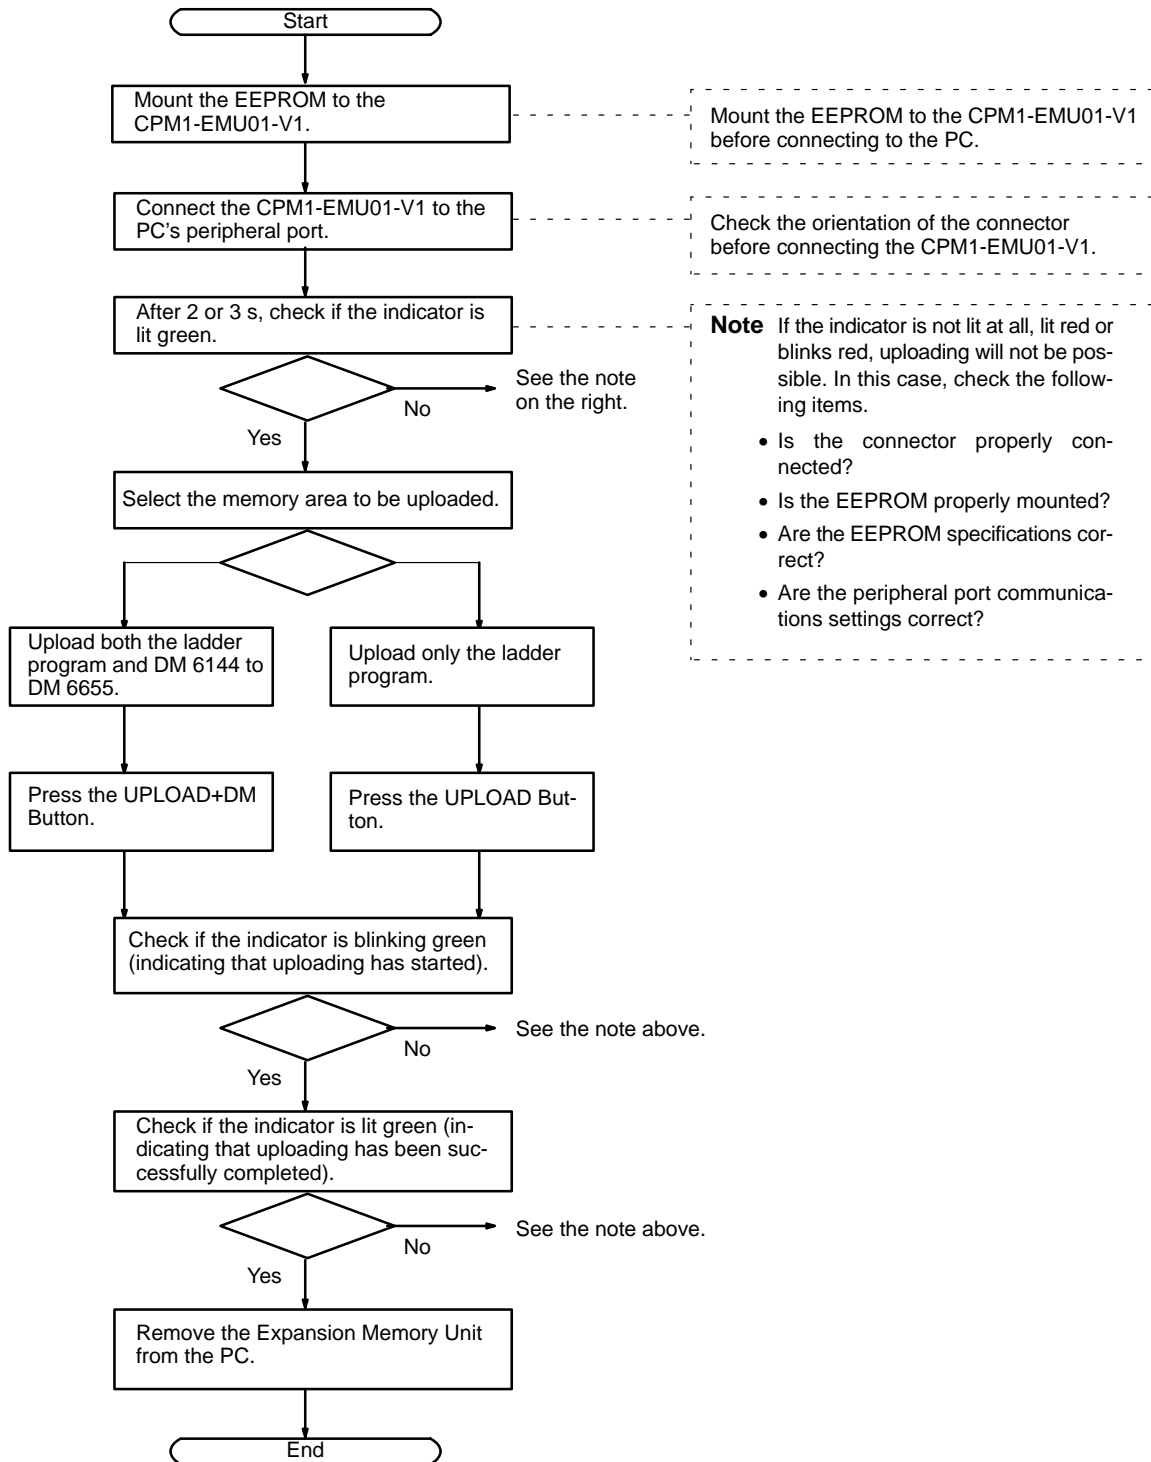 Start
Mount the EEPROM to the
CPM1-EMU01-V1.
Mount the EEPROM to the CPM1-EMU01-V1
before connecting to the PC.
Connect the CPM1-EMU01-V1 to the
PC's peripheral port.
Check the orientation of the connector
before connecting the CPM1-EMU01-V1.
After 2 or 3 s, check if the indicator is
lit green.
No
See the note
on the right.
Yes
Note If the indicator is not lit at all, lit red or
blinks red, uploading will not be pos-
sible. In this case, check the follow-
ing items.
• Is the connector properly con-
nected?
• Is the EEPROM properly mounted?
• Are the EEPROM specifications cor-
rect?
• Are the peripheral port communica-
tions settings correct?
Select the memory area to be uploaded.
Upload both the ladder
program and DM 6144 to
DM 6655.
Upload only the ladder
program.
Press the UPLOAD+DM
Button.
Press the UPLOAD But-
ton.
Check if the indicator is blinking green
(indicating that uploading has started).
No
See the note above.
Yes
Check if the indicator is lit green (in-
dicating that uploading has been suc-
cessfully completed).
No
See the note above.
Yes
Remove the Expansion Memory Unit
from the PC.
End